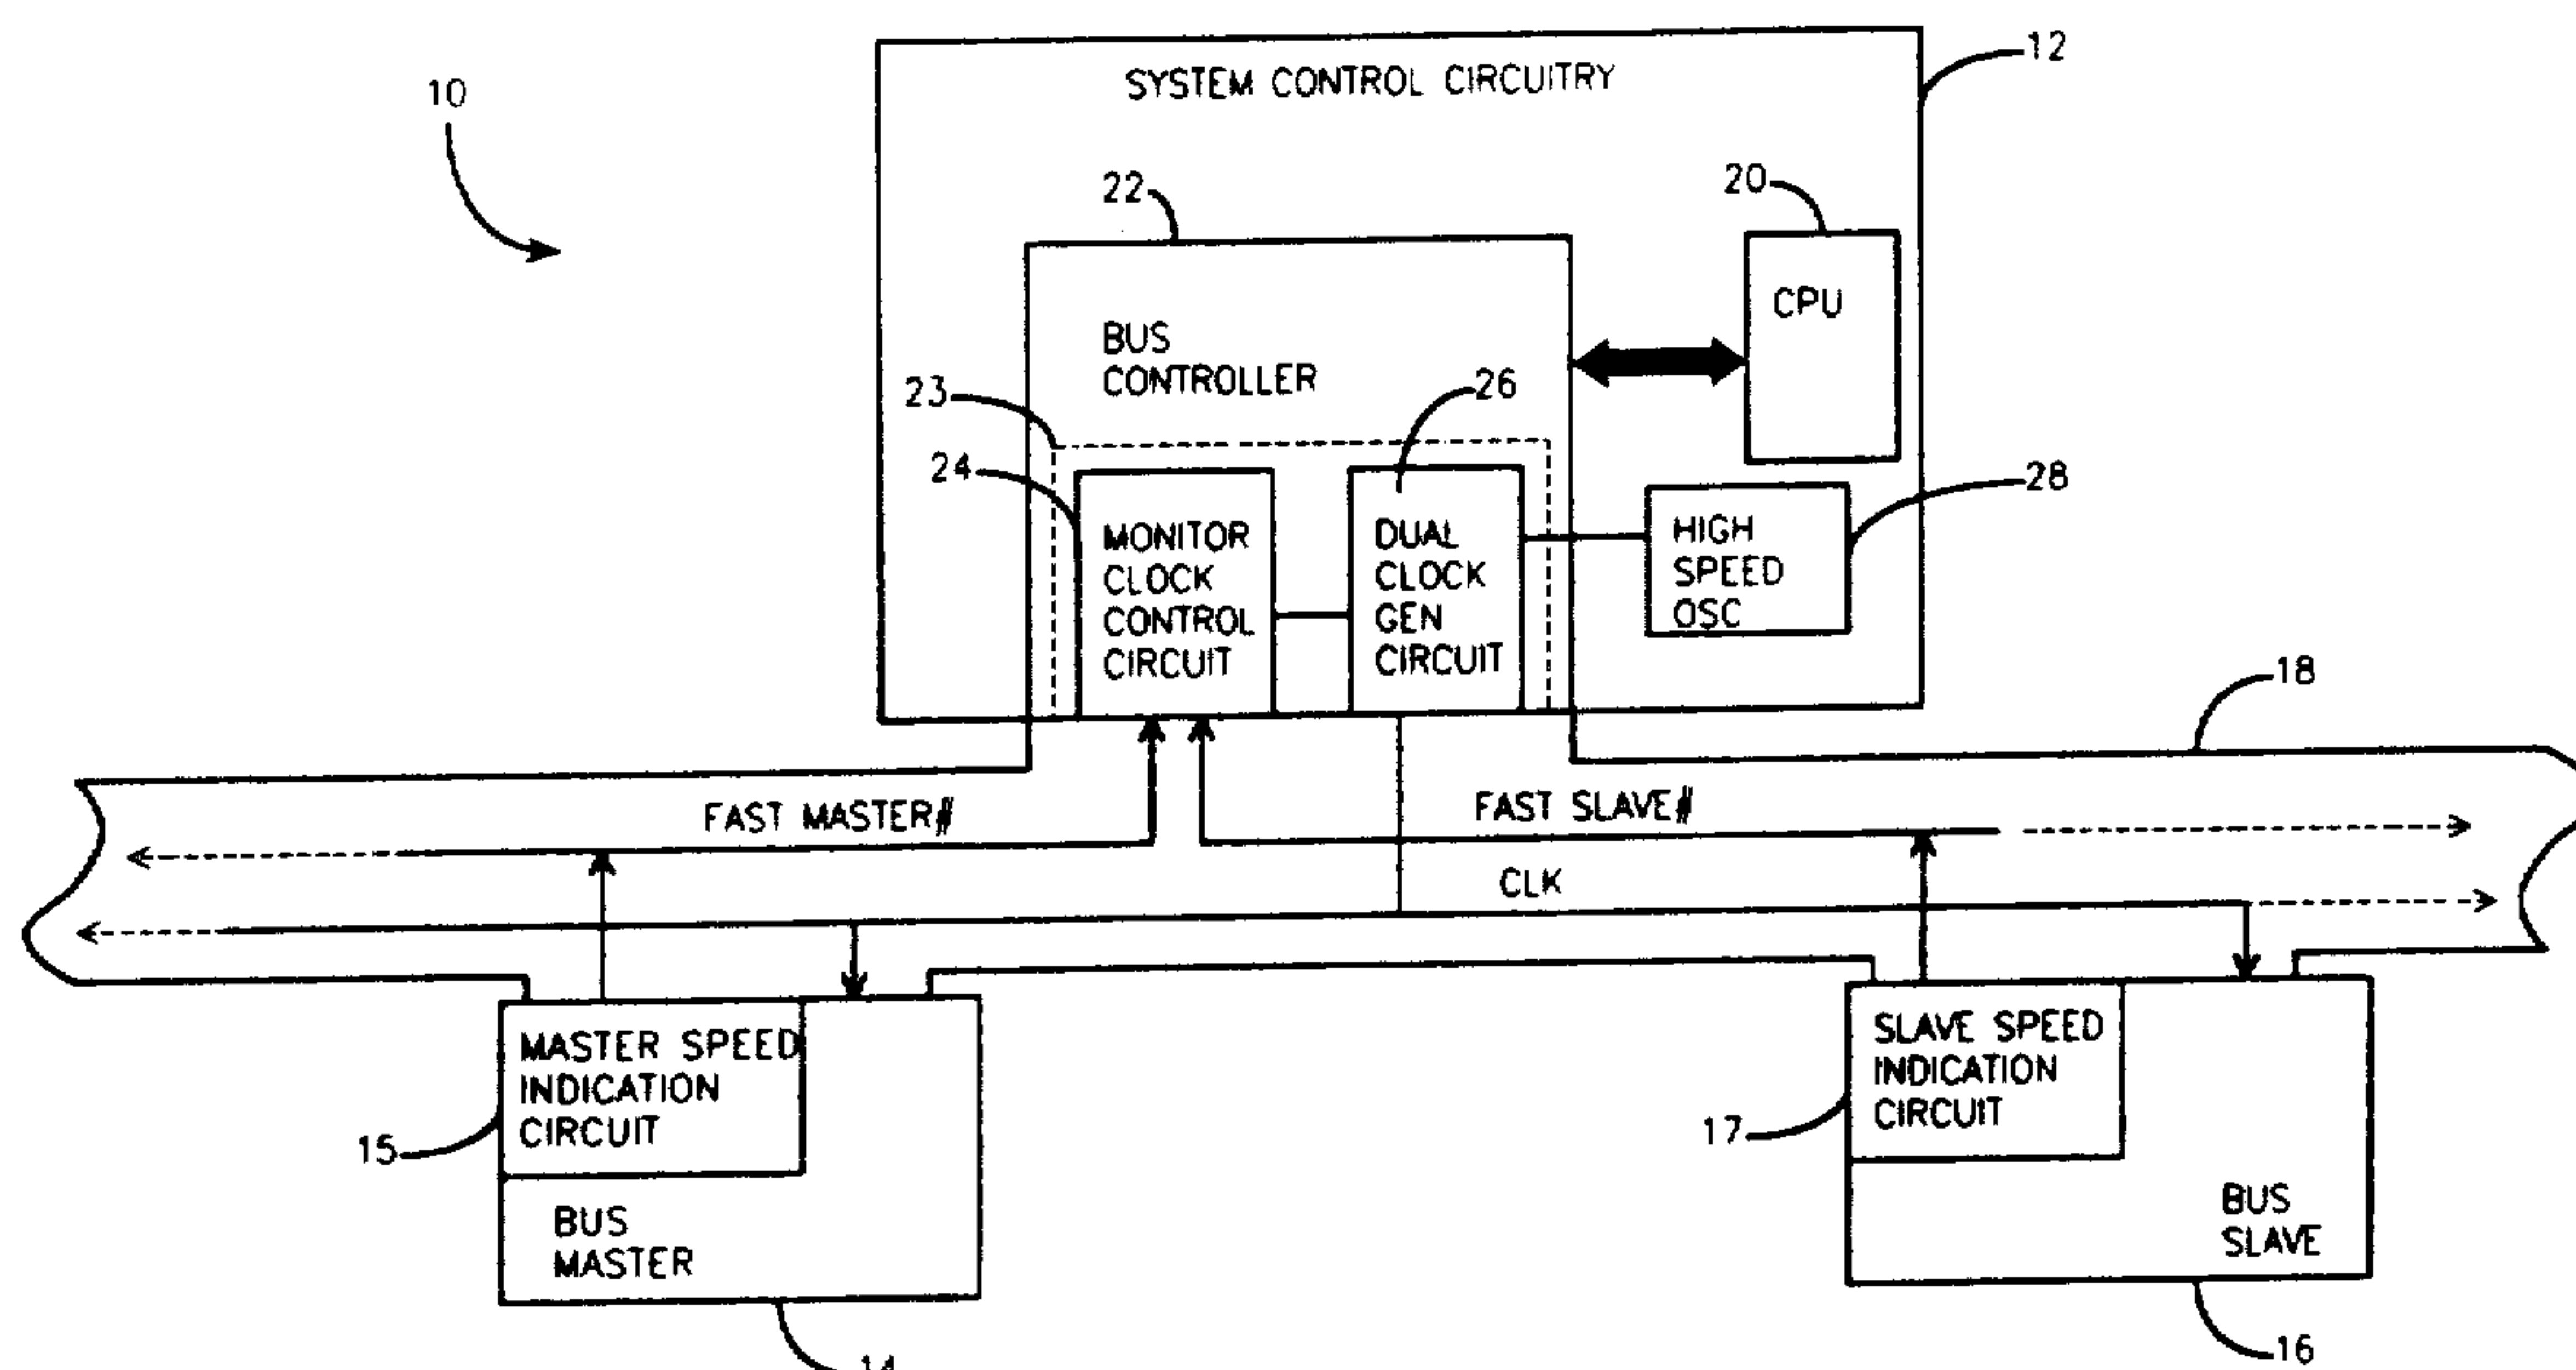 10
SYSTEM CONTROL CIRCUITRY
12
22
20
BUS
CONTROLLER
CPU
23
26
24
28
MONITOR
CLOCK
CONTROL
CIRCUIT
DUAL
CLOCK
GEN
CIRCUIT
HIGH
SPEED
OSC
18
FAST MASTER#
FAST SLAVE#
CLK
MASTER SPEED
INDICATION
CIRCUIT
15
BUS
MASTER
14
SLAVE SPEED
INDICATION
CIRCUIT
17
BUS
SLAVE
16